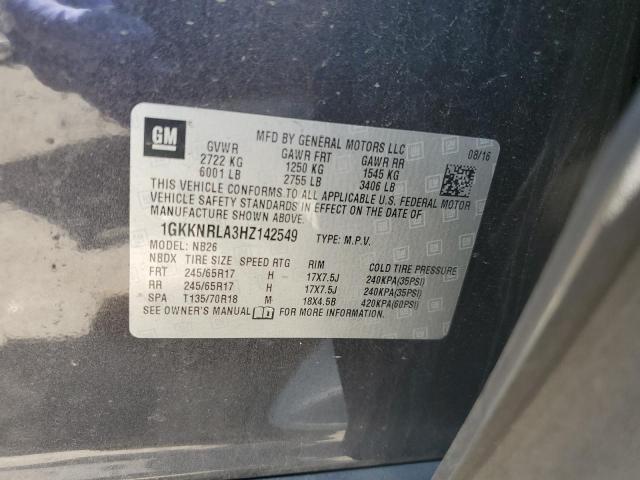 GM
MFD BY GENERAL MOTORS LLC
08/16
GVWR GAWR FRT GAWR RR
2722 KG 1250 KG 1545 KG
6001 LB 2755 LB 3406 LB
THIS VEHICLE CONFORMS TO ALL APPLICABLE U.S. FEDERAL MOTOR
VEHICLE SAFETY, BUMPER, AND THEFT PREVENTION
STANDARDS IN EFFECT ON THE DATE OF
MANUFACTURE SHOWN ABOVE.
1GKKNRLA3HZ142549 TYPE: M.P.V.
MODEL: NB26
NBDX TIRE SIZE SPEED RTG RIM COLD TIRE PRESSURE
FRT 245/65R17 H 17X7.5J 240KPA(35PSI)
RR 245/65R17 H 17X7.5J 240KPA(35PSI)
SPA T135/70R18 M 18X4.5B 420KPA(60PSI)
SEE OWNER'S MANUAL FOR MORE INFORMATION